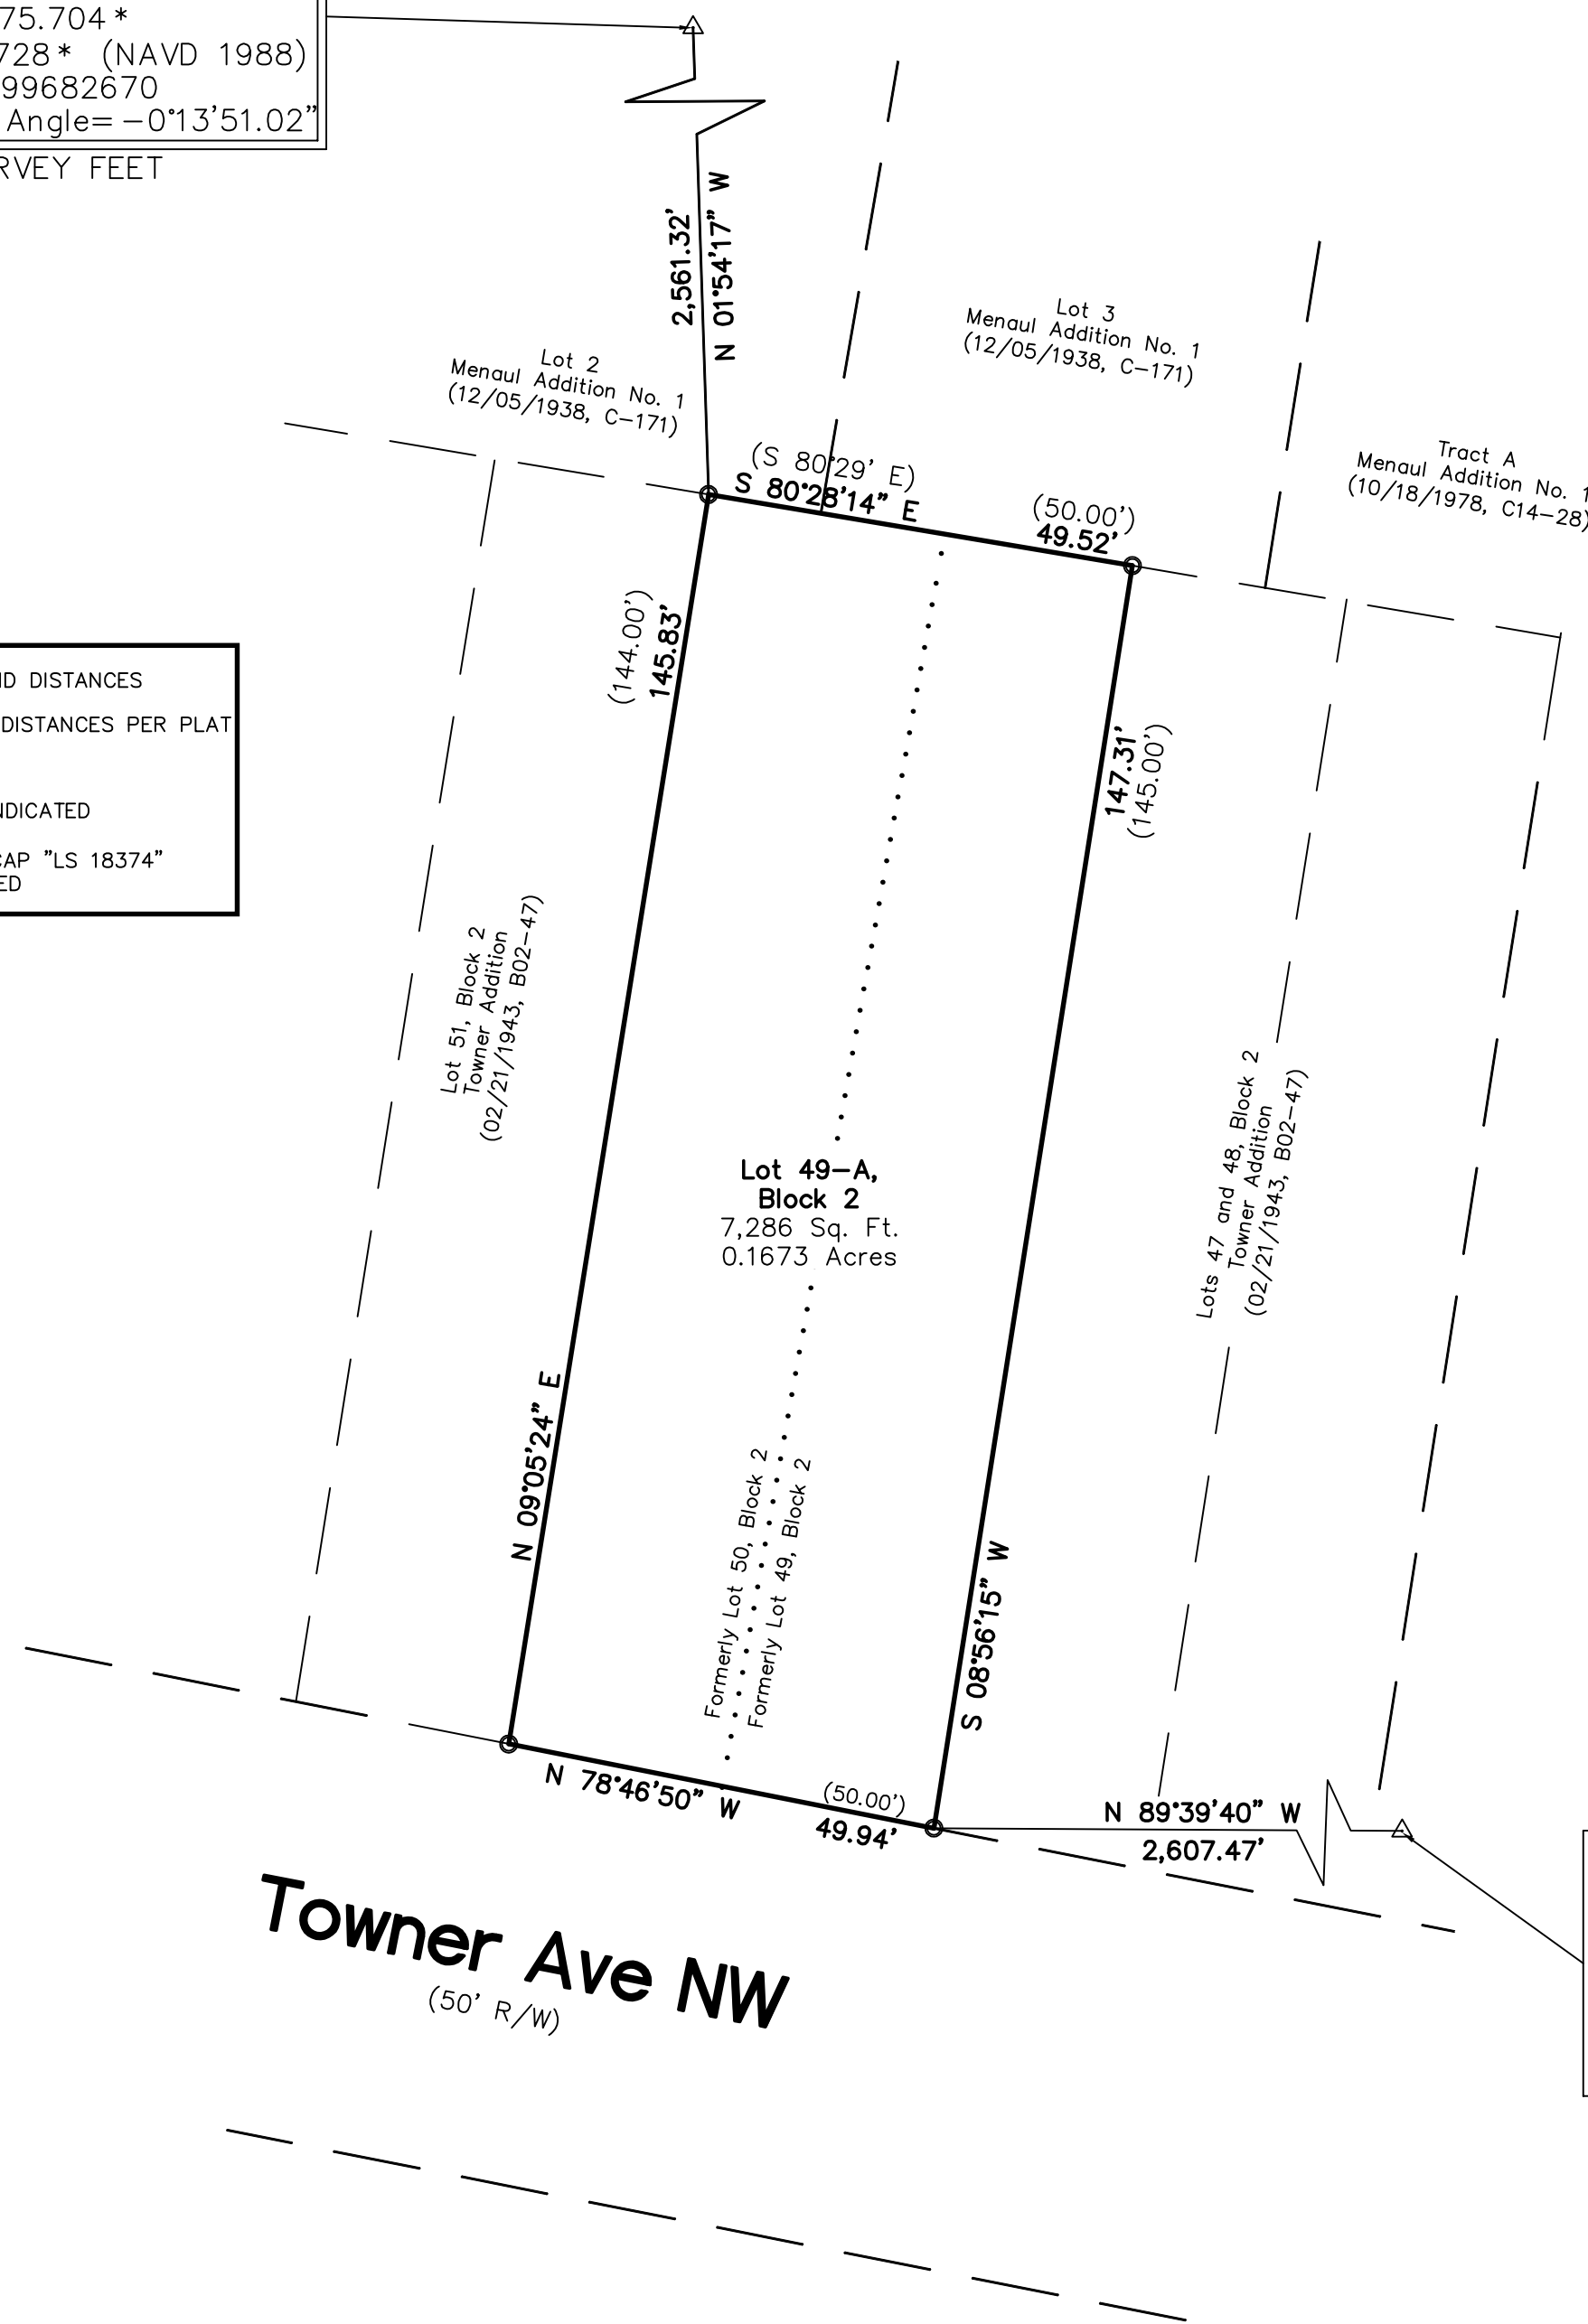 75.704*
728* (NAVD 1988)
99682670
Angle= -0°13'51.02"
RVEY FEET
2,561.32'
N 01°54'17" W
Lot 3
Menaul Addition No. 1
(12/05/1938, C-171)
Lot 2
Menaul Addition No. 1
(12/05/1938, C-171)
Tract A
Menaul Addition No. 1
(10/18/1978, C14-28)
(S 80°29' E)
S 80°28'14" E
(50.00')
49.52'
(144.00')
145.83'
147.31'
(145.00')
ND DISTANCES
DISTANCES PER PLAT
NDICATED
CAP "LS 18374"
ED
Lot 51, Block 2
Towner Addition
(02/21/1943, B02-47)
Lots 47 and 48, Block 2
Towner Addition
(02/21/1943, B02-47)
Lot 49-A,
Block 2
7,286 Sq. Ft.
0.1673 Acres
N 09°05'24" E
Formerly Lot 50, Block 2
Formerly Lot 49, Block 2
S 08°56'15" W
N 78°46'50" W
(50.00')
49.94'
N 89°39'40" W
2,607.47'
Towner Ave NW
(50' R/W)